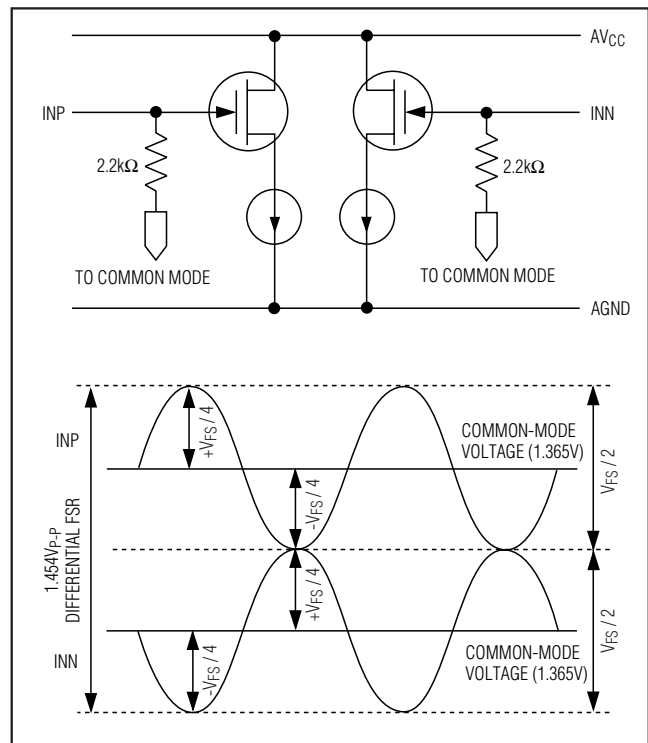 AVCC
INP
INN
2.2kΩ
2.2kΩ
TO COMMON MODE
TO COMMON MODE
AGND
+VFS / 4
INP
COMMON-MODE
VOLTAGE (1.365V)
VFS / 2
-VFS / 4
1.454VP-P
DIFFERENTIAL FSR
+VFS / 4
INN
-VFS / 4
COMMON-MODE
VOLTAGE (1.365V)
VFS / 2